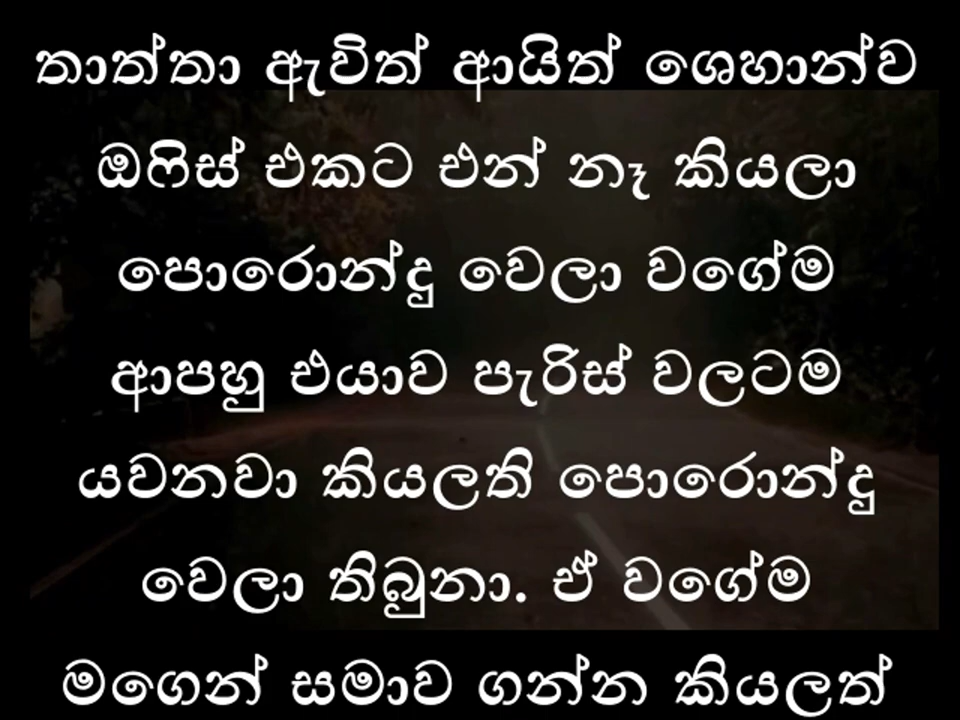 තාත්තා ඇවිත් ආයිත් ශෙහාන්ව
ඔෆිස් එකට එන් නෑ කියලා
පොරොන්දු වෙලා වගේම
ආපහු එයාව පැරිස් වලටම
යවනවා කියලති පොරොන්දු
වෙලා තිබුනා. ඒ වගේම
මගෙන් සමාව ගන්න කියලත්